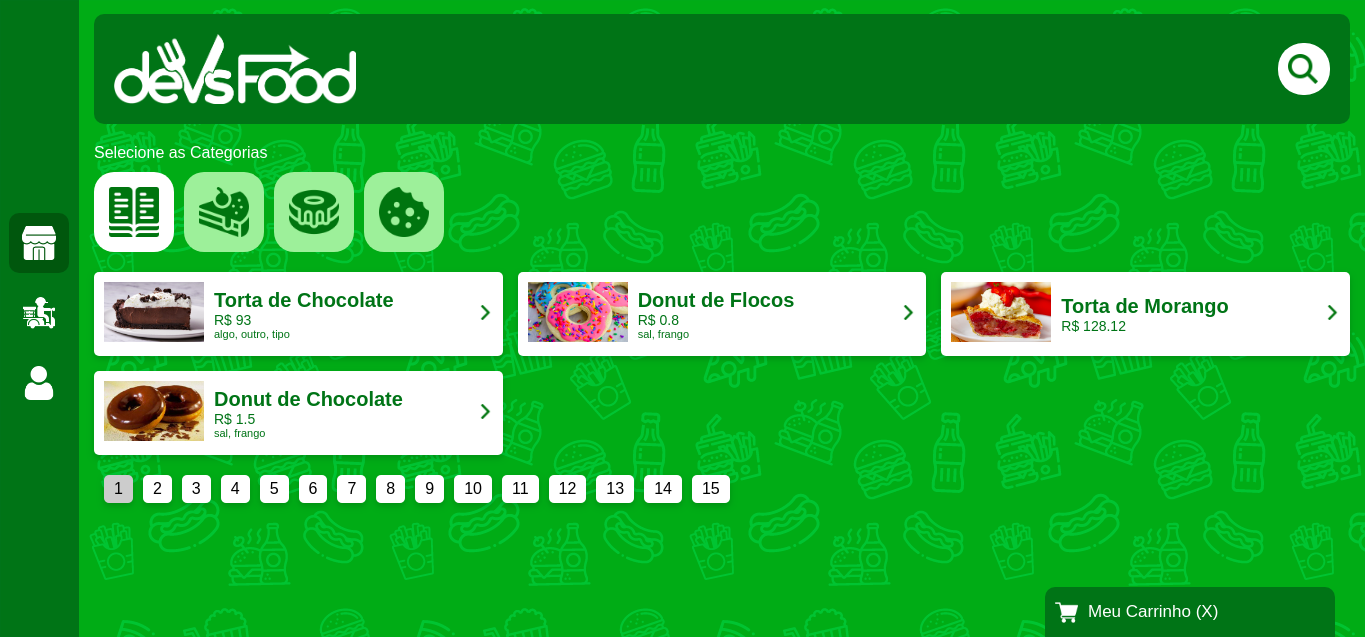 devsFood
Selecione as Categorias
Torta de Chocolate
R$ 93
algo, outro, tipo
Donut de Flocos
R$ 0.8
sal, frango
Torta de Morango
R$ 128.12
Donut de Chocolate
R$ 1.5
sal, frango
1 2 3 4 5 6 7 8 9 10 11 12 13 14 15
Meu Carrinho (X)